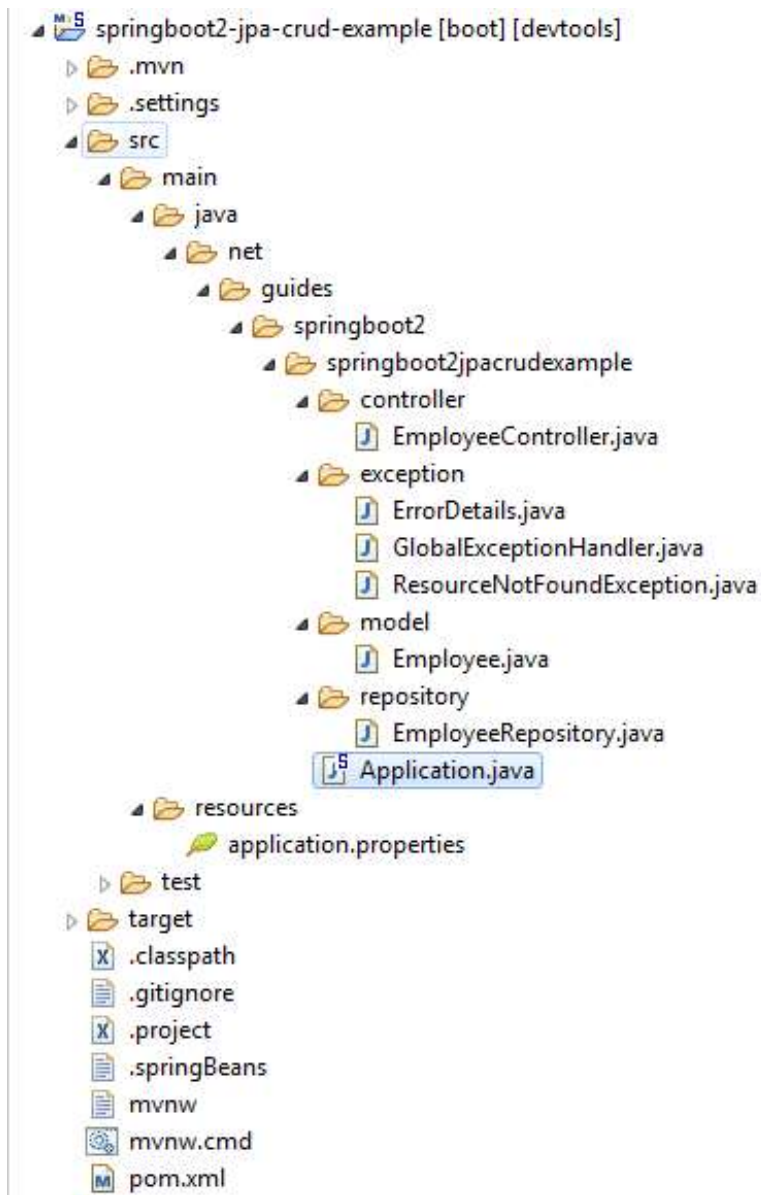 springboot2-jpa-crud-example [boot] [devtools]
.mvn
.settings
src
main
java
net
guides
springboot2
springboot2jpacrudexample
controller
EmployeeController.java
exception
ErrorDetails.java
GlobalExceptionHandler.java
ResourceNotFoundException.java
model
Employee.java
repository
EmployeeRepository.java
Application.java
resources
application.properties
test
target
.classpath
.gitignore
.project
.springBeans
mvnw
mvnw.cmd
pom.xml